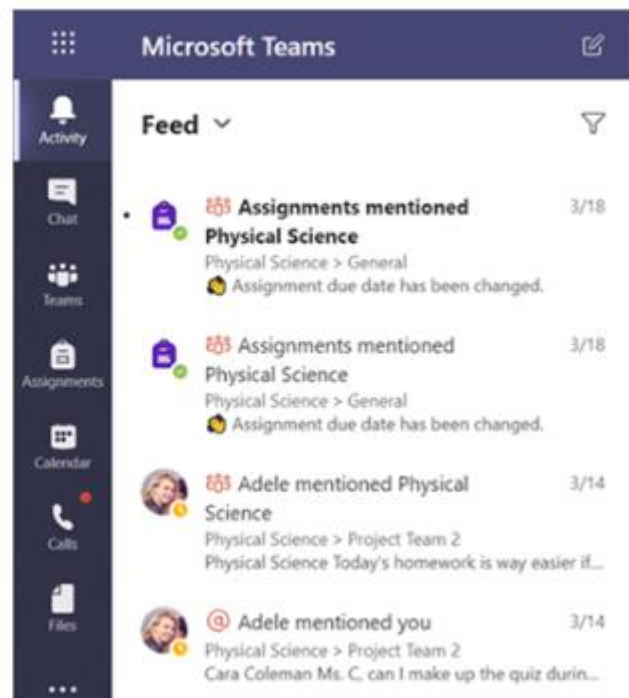 Microsoft Teams
Activity
Feed
Chat
Assignments mentioned 3/18
Physical Science
Physical Science > General
Assignment due date has been changed.
Teams
Assignments mentioned 3/18
Physical Science
Physical Science > General
Assignment due date has been changed.
Assignments
Calendar
Adele mentioned Physical 3/14
Science
Physical Science > Project Team 2
Physical Science Today's homework is way easier if...
Calls
Files
@ Adele mentioned you 3/14
Physical Science > Project Team 2
Cara Coleman Ms. C, can I make up the quiz durin...